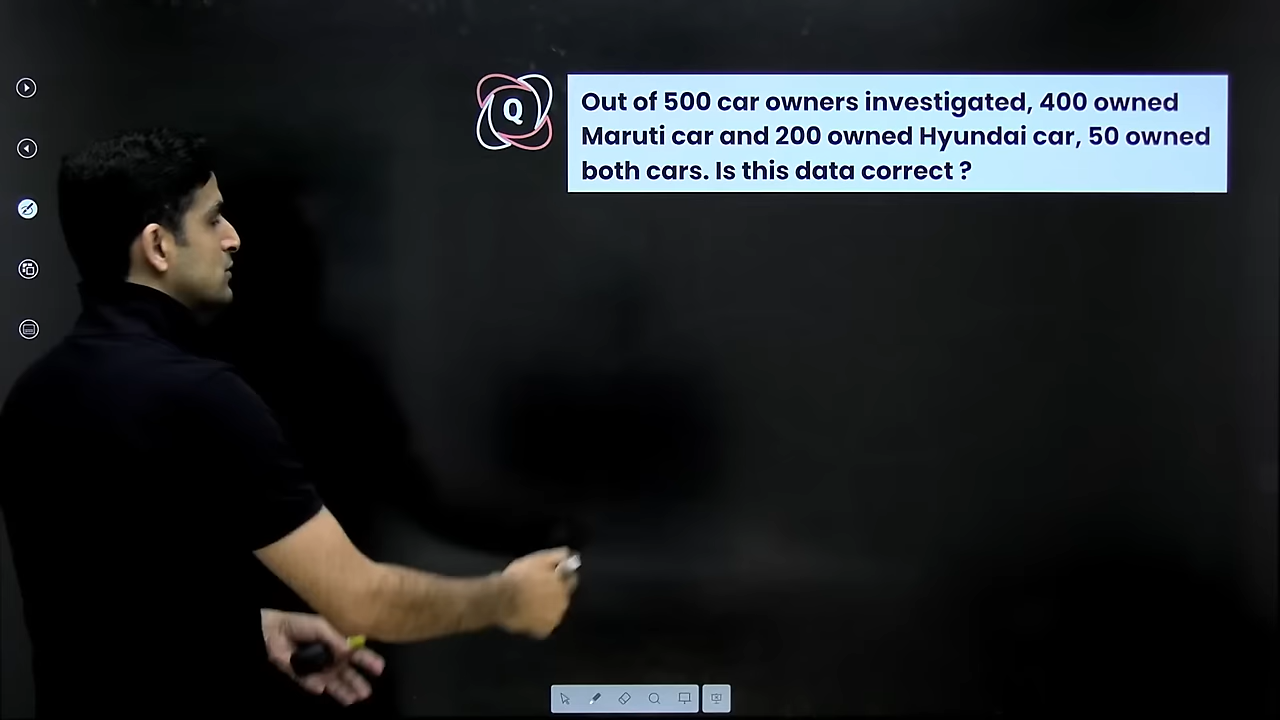 Q
Out of 500 car owners investigated, 400 owned
Maruti car and 200 owned Hyundai car, 50 owned
both cars. Is this data correct ?